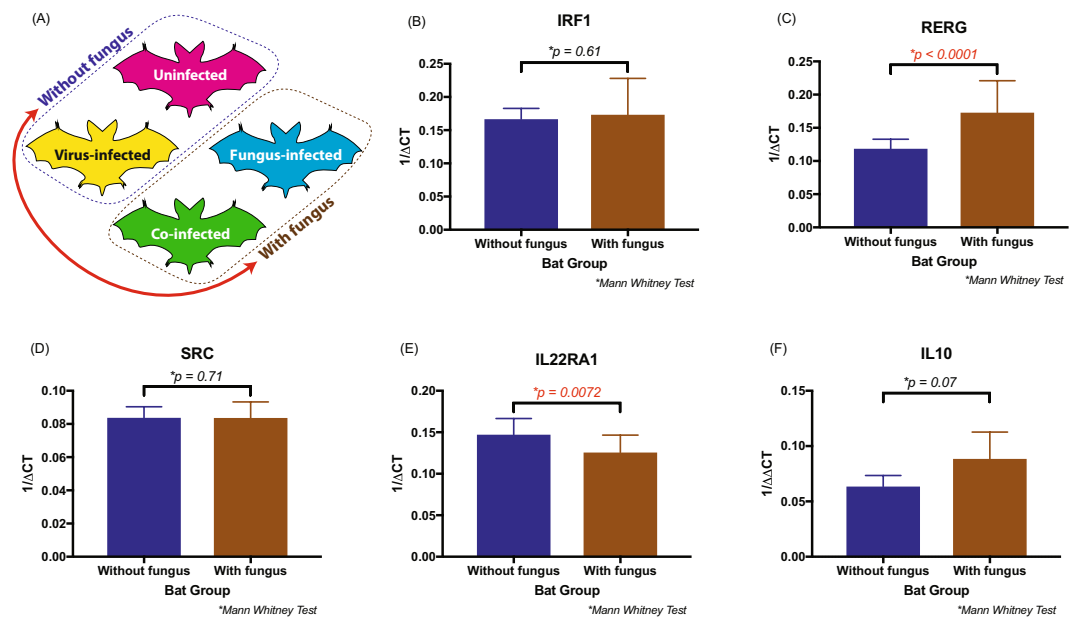 (A)
Without fungus
Uninfected
Virus-infected
Fungus-infected
Co-infected
With fungus
(B)
IRF1
*p = 0.61
0.25
0.20
0.15
0.10
0.05
0.00
1/ΔCT
Without fungus With fungus
Bat Group
*Mann Whitney Test
(C)
RERG
*p < 0.0001
0.25
0.20
0.15
0.10
0.05
0.00
1/ΔCT
Without fungus With fungus
Bat Group
*Mann Whitney Test
(D)
SRC
*p = 0.71
0.10
0.08
0.06
0.04
0.02
0.00
1/ΔCT
Without fungus With fungus
Bat Group
*Mann Whitney Test
(E)
IL22RA1
*p = 0.0072
0.20
0.15
0.10
0.05
0.00
1/ΔCT
Without fungus With fungus
Bat Group
*Mann Whitney Test
(F)
IL10
*p = 0.07
0.15
0.10
0.05
0.00
1/ΔΔCT
Without fungus With fungus
Bat Group
*Mann Whitney Test